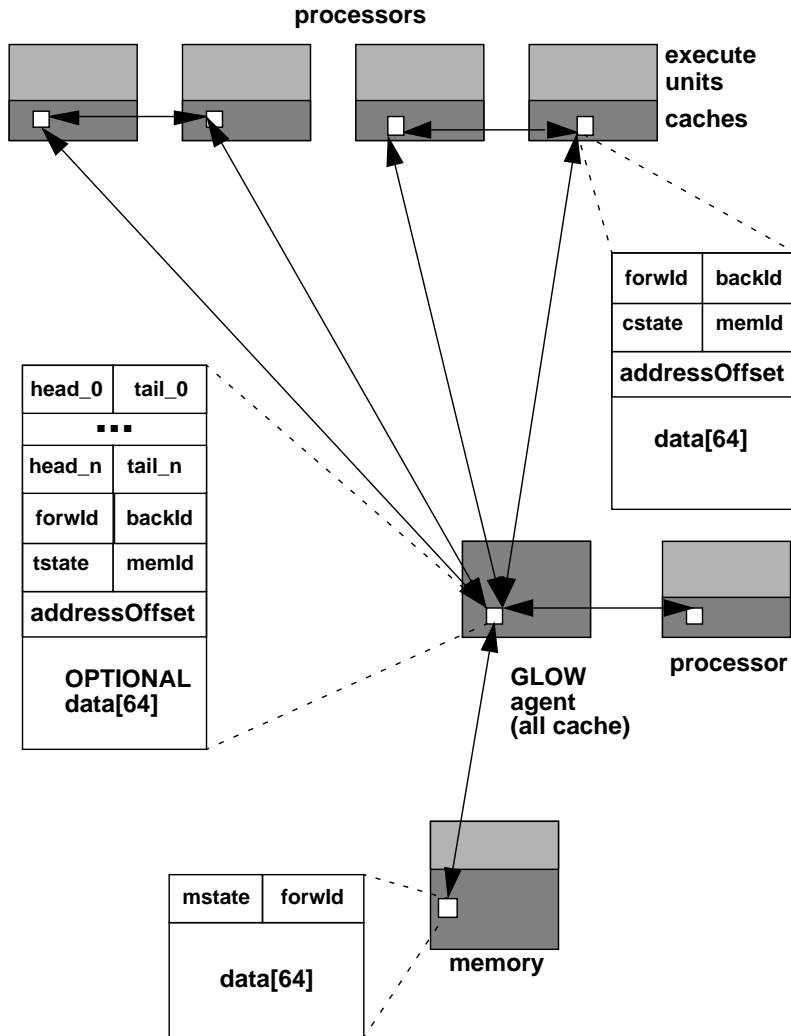 processors
execute
units
caches
forwId backId
cstate memId
addressOffset
data[64]
head_0 tail_0
...
head_n tail_n
forwId backId
tstate memId
addressOffset
OPTIONAL
data[64]
GLOW
agent
(all cache)
processor
mstate forwId
data[64]
memory